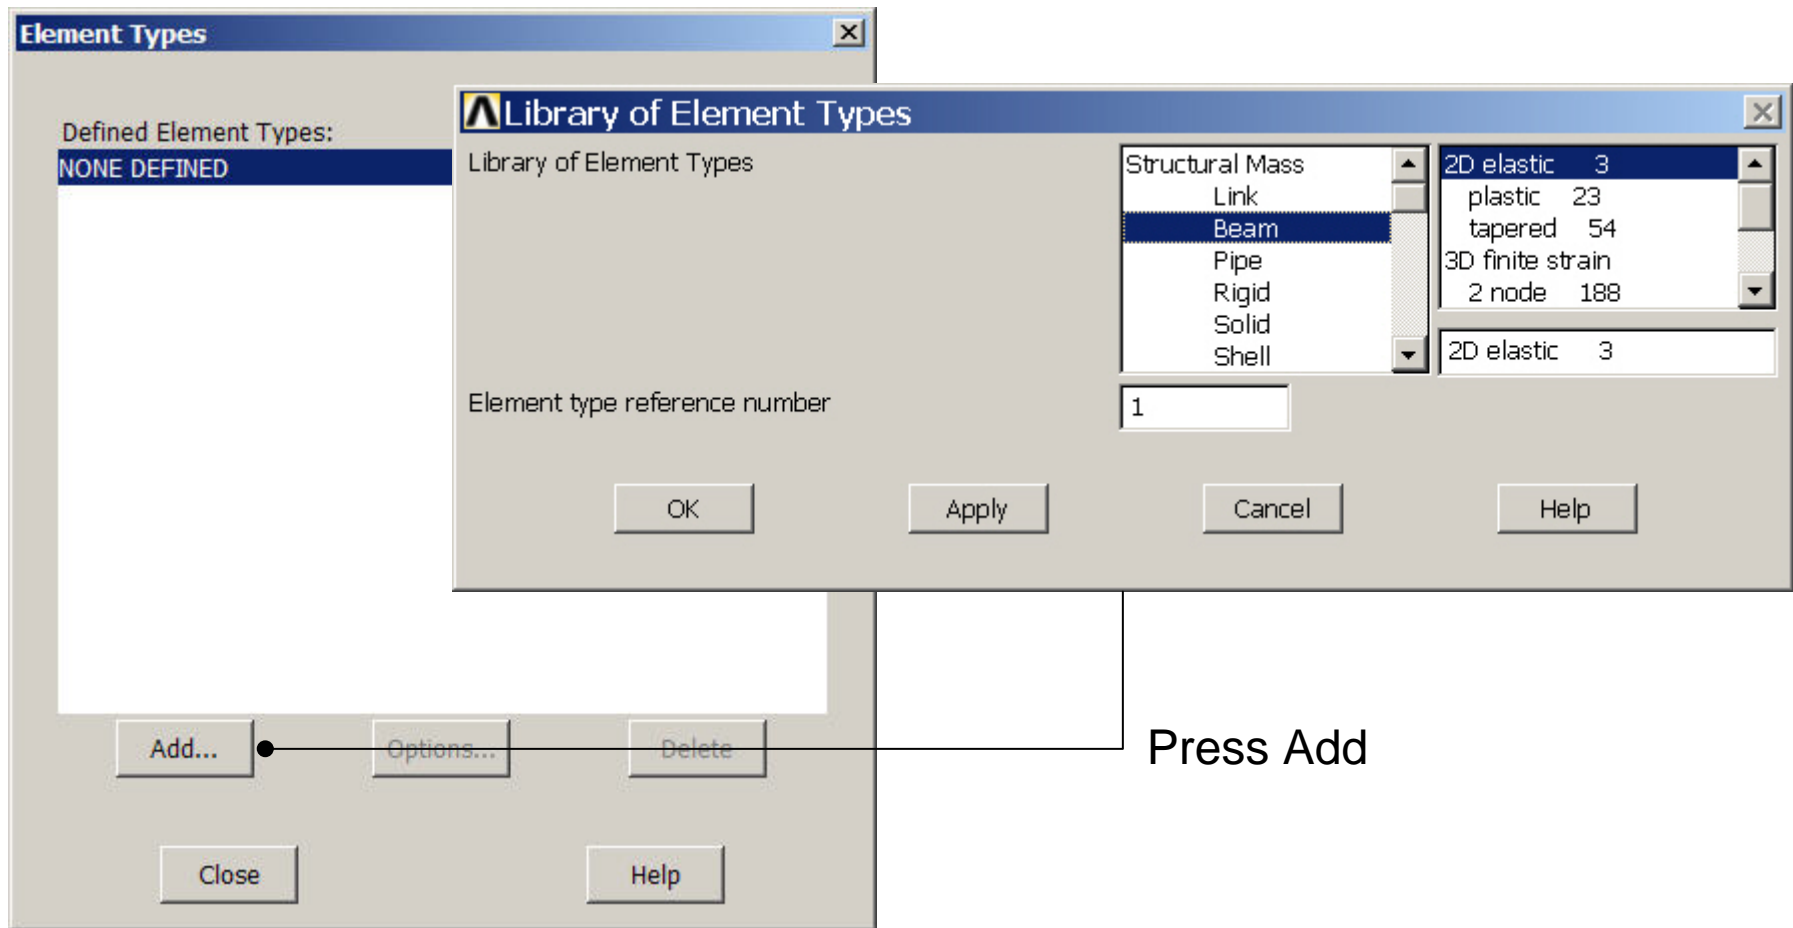 Element Types
Defined Element Types:
NONE DEFINED
Library of Element Types
Library of Element Types
Structural Mass
Link
Beam
Pipe
Rigid
Solid
Shell
2D elastic 3
plastic 23
tapered 54
3D finite strain
2 node 188
2D elastic 3
Element type reference number
1
OK Apply Cancel Help
Add... Options... Delete
Press Add
Close Help